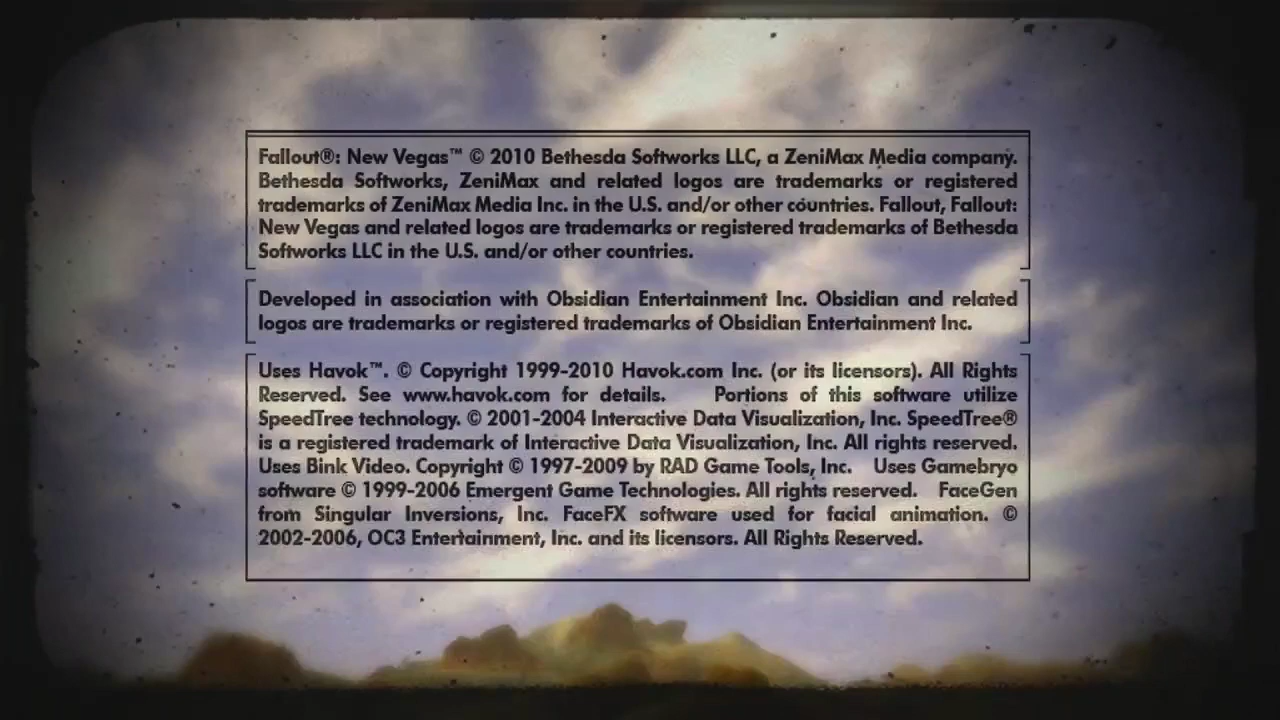 Fallout®: New Vegas™ © 2010 Bethesda Softworks LLC, a ZeniMax Media company.
Bethesda Softworks, ZeniMax and related logos are trademarks or registered
trademarks of ZeniMax Media Inc. in the U.S. and/or other countries. Fallout, Fallout:
New Vegas and related logos are trademarks or registered trademarks of Bethesda
Softworks LLC in the U.S. and/or other countries.
Developed in association with Obsidian Entertainment Inc. Obsidian and related
logos are trademarks or registered trademarks of Obsidian Entertainment Inc.
Uses Havok™. © Copyright 1999-2010 Havok.com Inc. (or its licensors). All Rights
Reserved. See www.havok.com for details. Portions of this software utilize
SpeedTree technology. © 2001-2004 Interactive Data Visualization, Inc. SpeedTree®
is a registered trademark of Interactive Data Visualization, Inc. All rights reserved.
Uses Bink Video. Copyright © 1997-2009 by RAD Game Tools, Inc. Uses Gamebryo
software © 1999-2006 Emergent Game Technologies. All rights reserved. FaceGen
from Singular Inversions, Inc. FaceFX software used for facial animation. ©
2002-2006, OC3 Entertainment, Inc. and its licensors. All Rights Reserved.